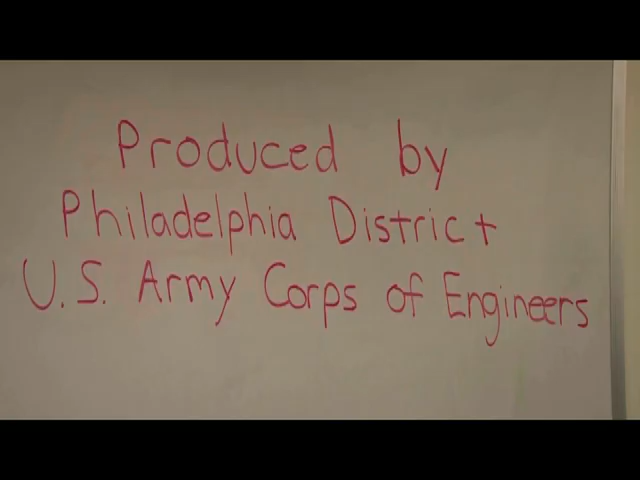 Produced by
Philadelphia District
U.S. Army Corps of Engineers